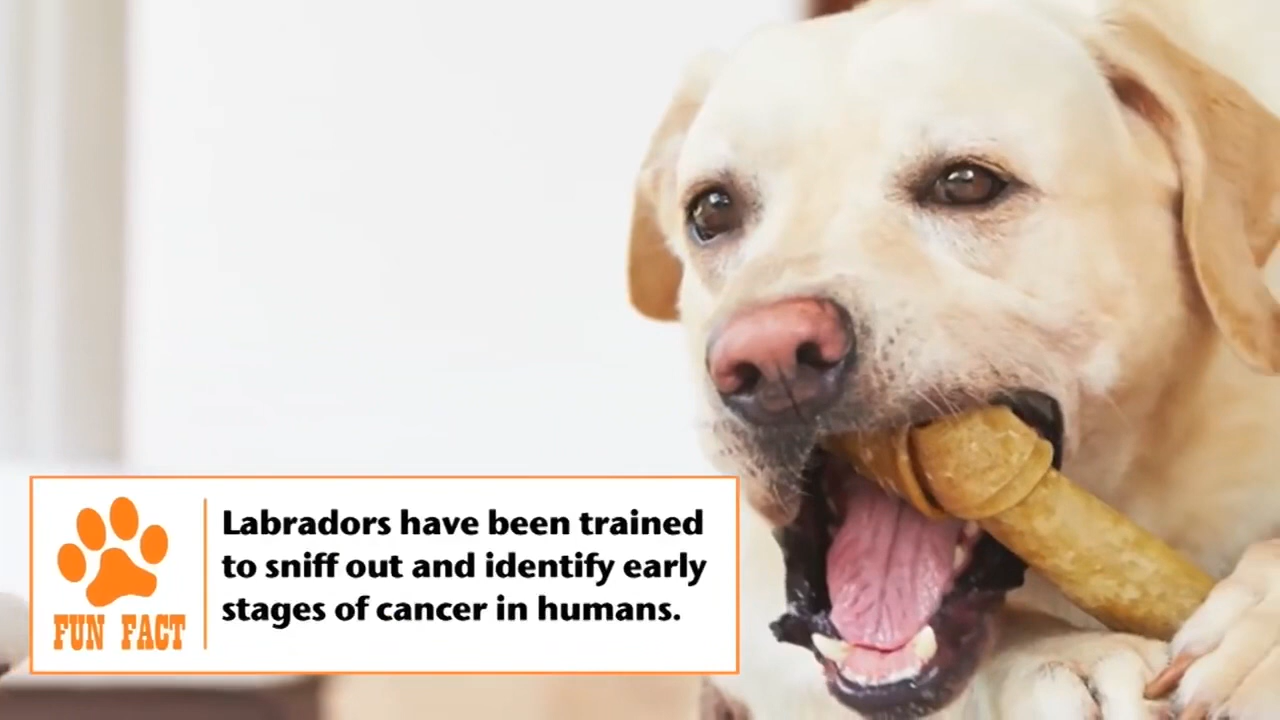 FUN FACT
Labradors have been trained
to sniff out and identify early
stages of cancer in humans.